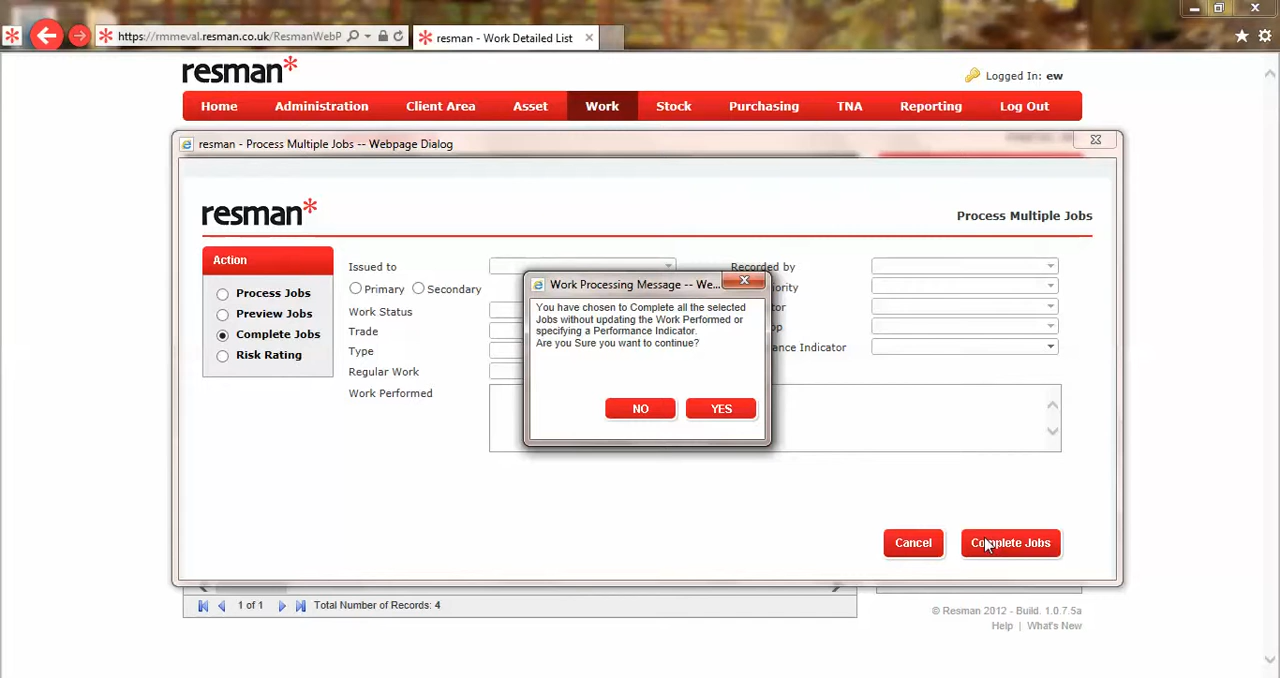 https://rmmeval.resman.co.uk/ResmanWebP
resman - Work Detailed List
resman*
Logged In: ew
Home Administration Client Area Asset Work Stock Purchasing TNA Reporting Log Out
resman - Process Multiple Jobs -- Webpage Dialog
resman*
Process Multiple Jobs
Action
Process Jobs
Preview Jobs
Complete Jobs
Risk Rating
Issued to
Primary Secondary
Work Status
Trade
Type
Regular Work
Work Performed
Recorded by
iority
tor
op
ance Indicator
Work Processing Message -- We...
You have chosen to Complete all the selected
Jobs without updating the Work Performed or
specifying a Performance Indicator.
Are you Sure you want to continue?
NO YES
Cancel Complete Jobs
1 of 1 Total Number of Records: 4
© Resman 2012 - Build. 1.0.7.5a
Help | What's New